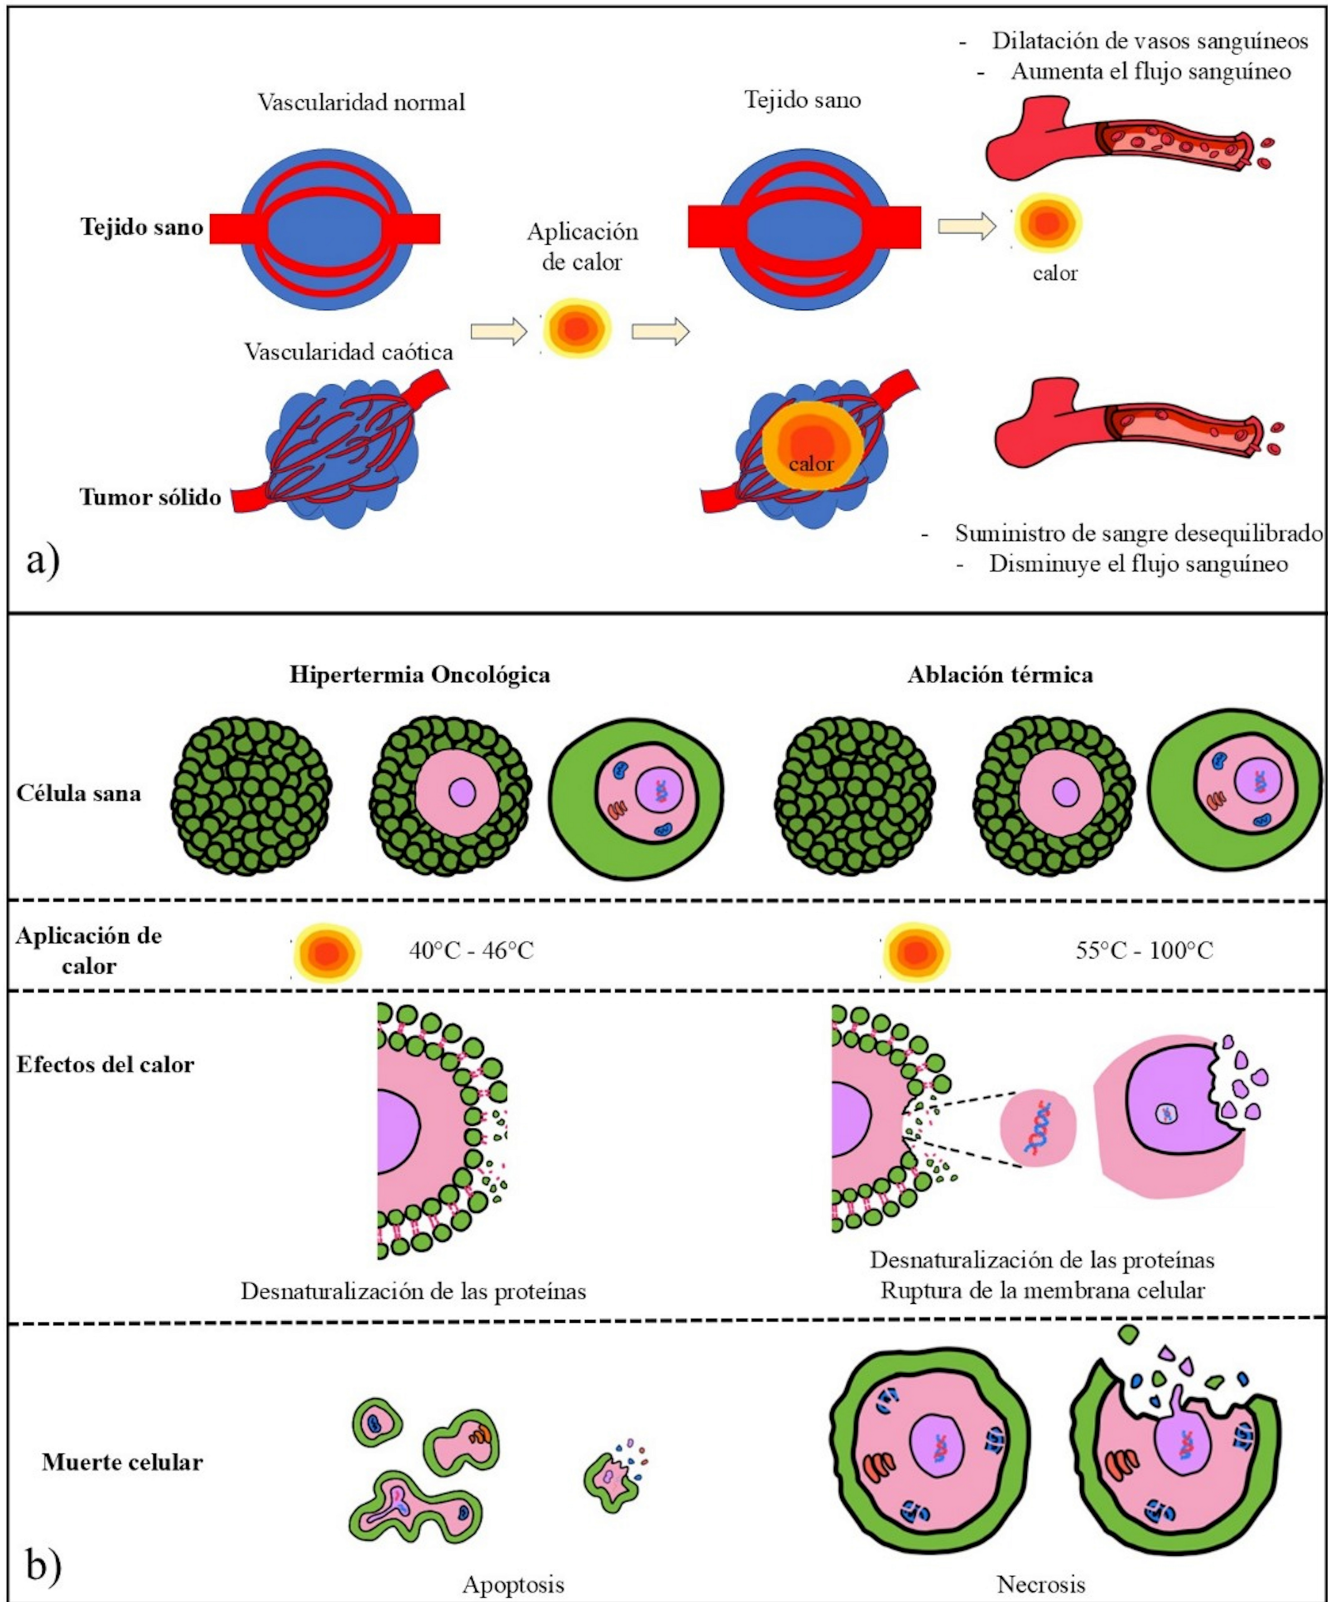 - Dilatación de vasos sanguíneos
- Aumenta el flujo sanguíneo
Vascularidad normal
Tejido sano
Tejido sano
Aplicación
de calor
calor
Vascularidad caótica
calor
Tumor sólido
- Suministro de sangre desequilibrado
- Disminuye el flujo sanguíneo
a)
Hipertermia Oncológica
Ablación térmica
Célula sana
Aplicación de
calor
40°C - 46°C
55°C - 100°C
Efectos del calor
Desnaturalización de las proteínas
Desnaturalización de las proteínas
Ruptura de la membrana celular
Muerte celular
Apoptosis
Necrosis
b)